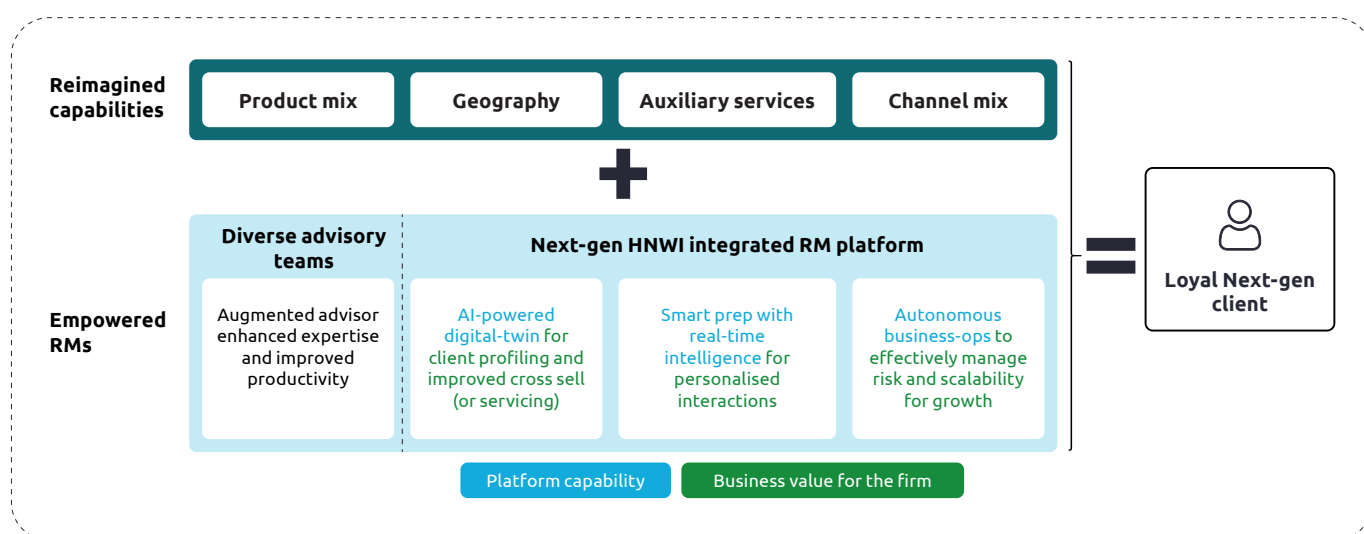 Reimagined
capabilities
Product mix
Geography
Auxiliary services
Channel mix
Empowered
RMs
Diverse advisory
teams
Next-gen HNWI integrated RM platform
Augmented advisor
enhanced expertise
and improved
productivity
AI-powered
digital-twin for
client profiling and
improved cross sell
(or servicing)
Smart prep with
real-time
intelligence for
personalised
interactions
Autonomous
business-ops to
effectively manage
risk and scalability
for growth
Loyal Next-gen
client
Platform capability
Business value for the firm